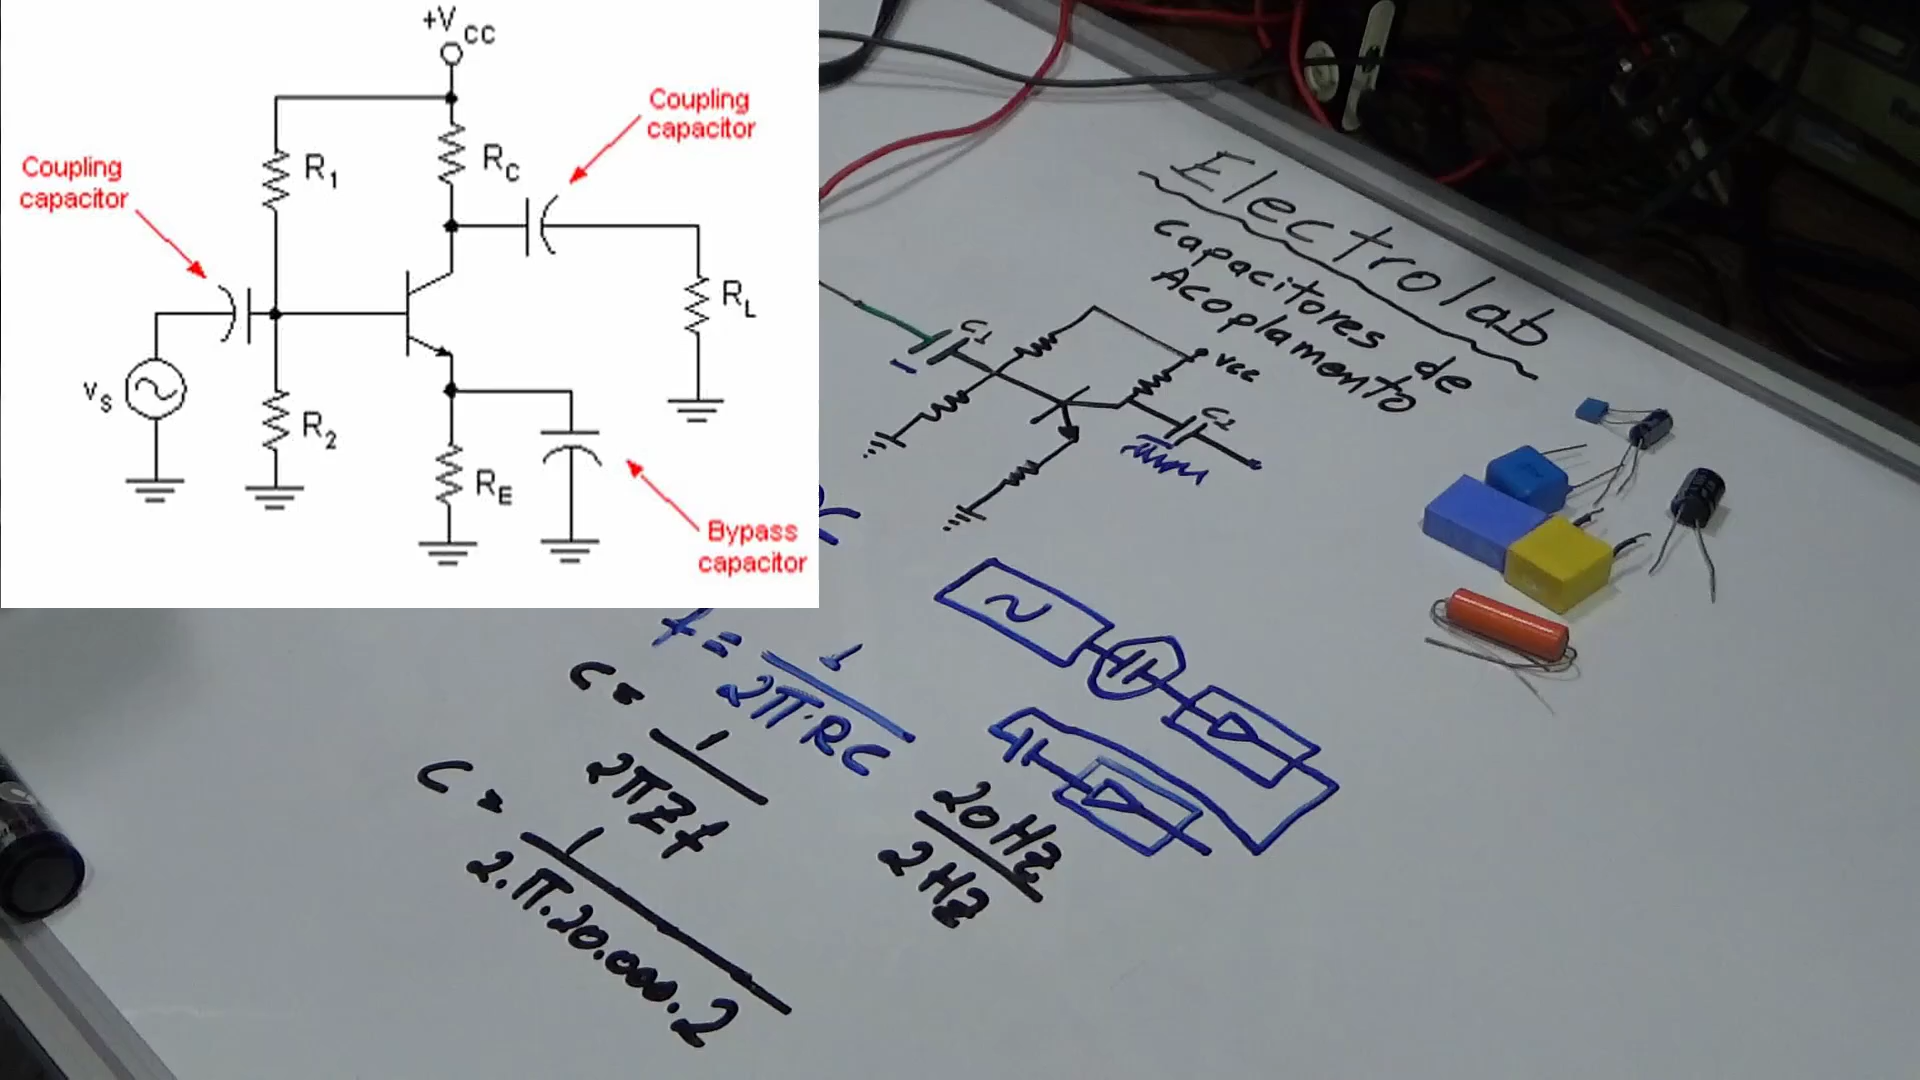 +VCC
Coupling
capacitor
R1
RC
Coupling
capacitor
RL
vS
R2
RE
Bypass
capacitor
Electrolab
Capacitores de
Acoplamento
C1
vcc
C2
f = 1
2π·RC
C = 1
2πZf
C = 1
2.π.20.000.2
20Hz
2Hz